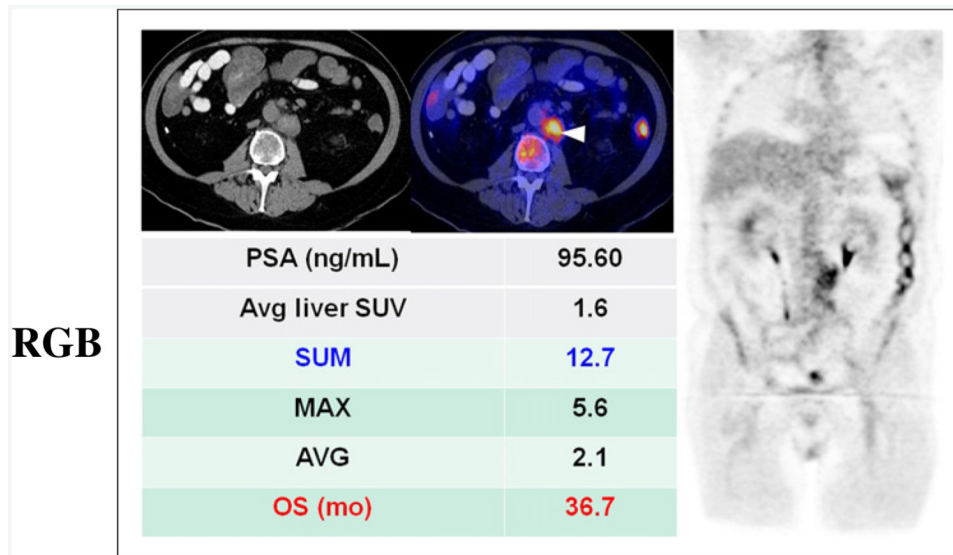 RGB
PSA (ng/mL) 95.60
Avg liver SUV 1.6
SUM 12.7
MAX 5.6
AVG 2.1
OS (mo) 36.7